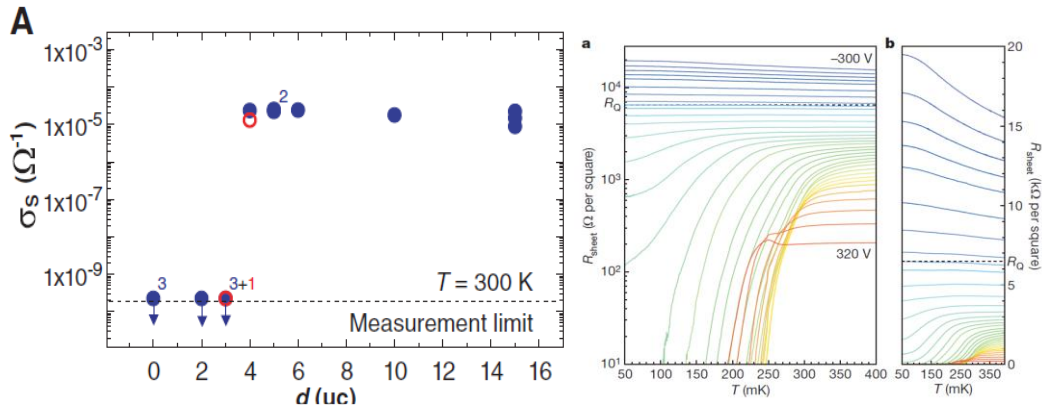 A
σS (Ω-1)
1x10-3
1x10-5
1x10-7
1x10-9
3
3+1
2
T = 300 K
Measurement limit
0 2 4 6 8 10 12 14 16
d (uc)
a
Rsheet (Ω per square)
104
RQ
103
102
101
–300 V
320 V
50 100 150 200 250 300 350 400
T (mK)
b
20
15
10
RQ
5
0
Rsheet (kΩ per square)
50 150 250 350
T (mK)